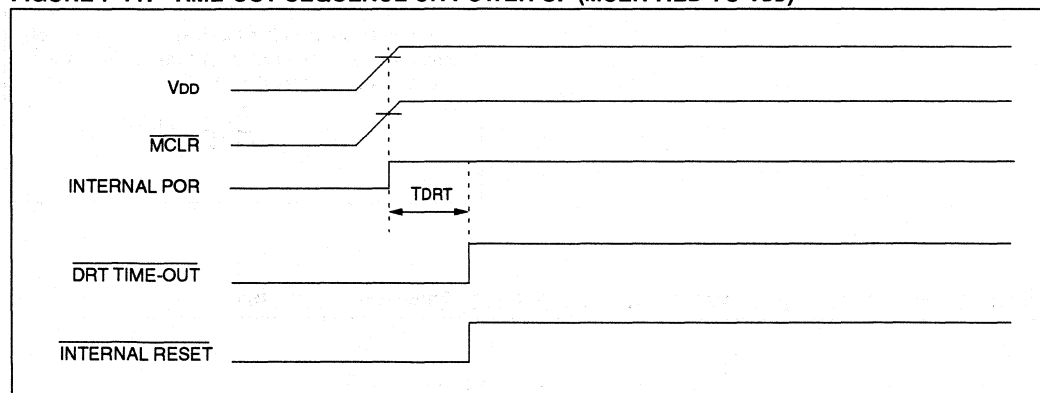 VDD
MCLR
INTERNAL POR
TDRT
DRT TIME-OUT
INTERNAL RESET